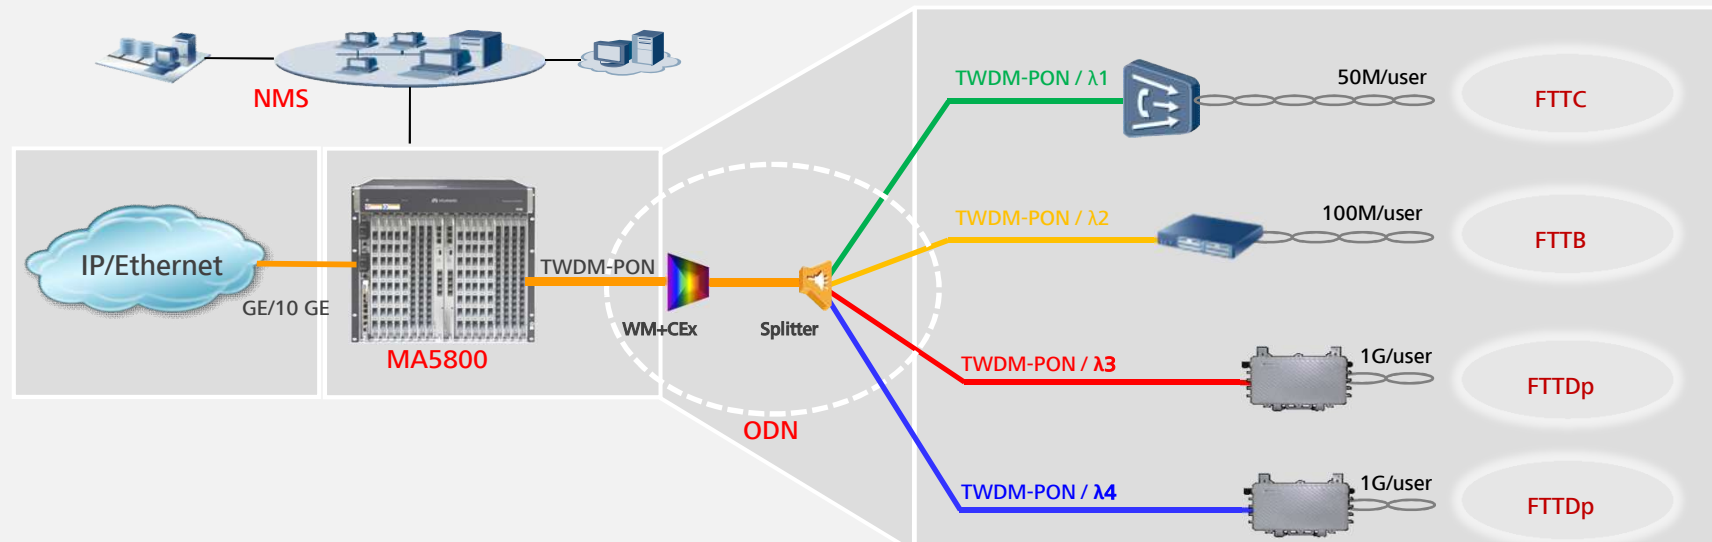 NMS
TWDM-PON / λ1
50M/user
FTTC
TWDM-PON / λ2
100M/user
FTTB
IP/Ethernet
GE/10 GE
MA5800
TWDM-PON
WM+CEx
Splitter
ODN
TWDM-PON / λ3
1G/user
FTTDp
TWDM-PON / λ4
1G/user
FTTDp